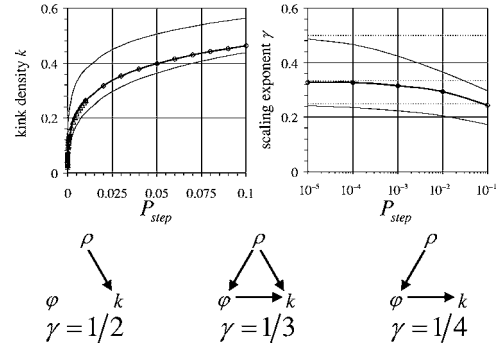 0.6
0.4
0.2
0
kink density k
0
0.025
0.05
0.075
0.1
P_step
0.6
0.4
0.2
0
scaling exponent γ
10⁻⁵
10⁻⁴
10⁻³
10⁻²
10⁻¹
P_step
ρ
φ k
γ = 1/2
ρ
φ k
γ = 1/3
ρ
φ k
γ = 1/4